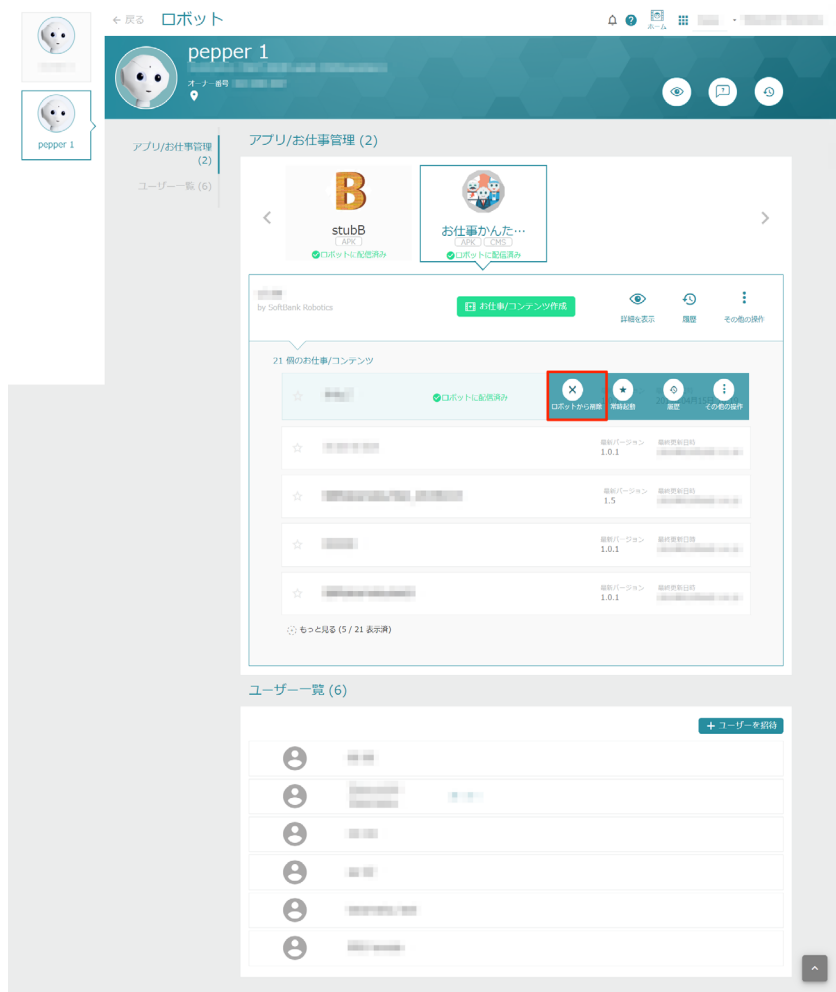 ← 戻る ロボット
ホーム
pepper 1
オーナー番号
pepper 1
アプリ/お仕事管理
(2)
ユーザー一覧 (6)
アプリ/お仕事管理 (2)
stubB
APK
ロボットに配信済み
お仕事かんた…
APK CMS
ロボットに配信済み
by SoftBank Robotics
お仕事/コンテンツ作成
詳細を表示
履歴
その他の操作
21 個のお仕事/コンテンツ
ロボットに配信済み
ロボットから削除
常時起動
履歴
その他の操作
最新バージョン 最終更新日時
1.0.1
最新バージョン 最終更新日時
1.5
最新バージョン 最終更新日時
1.0.1
最新バージョン 最終更新日時
1.0.1
もっと見る (5 / 21 表示済)
ユーザー一覧 (6)
+ ユーザーを招待